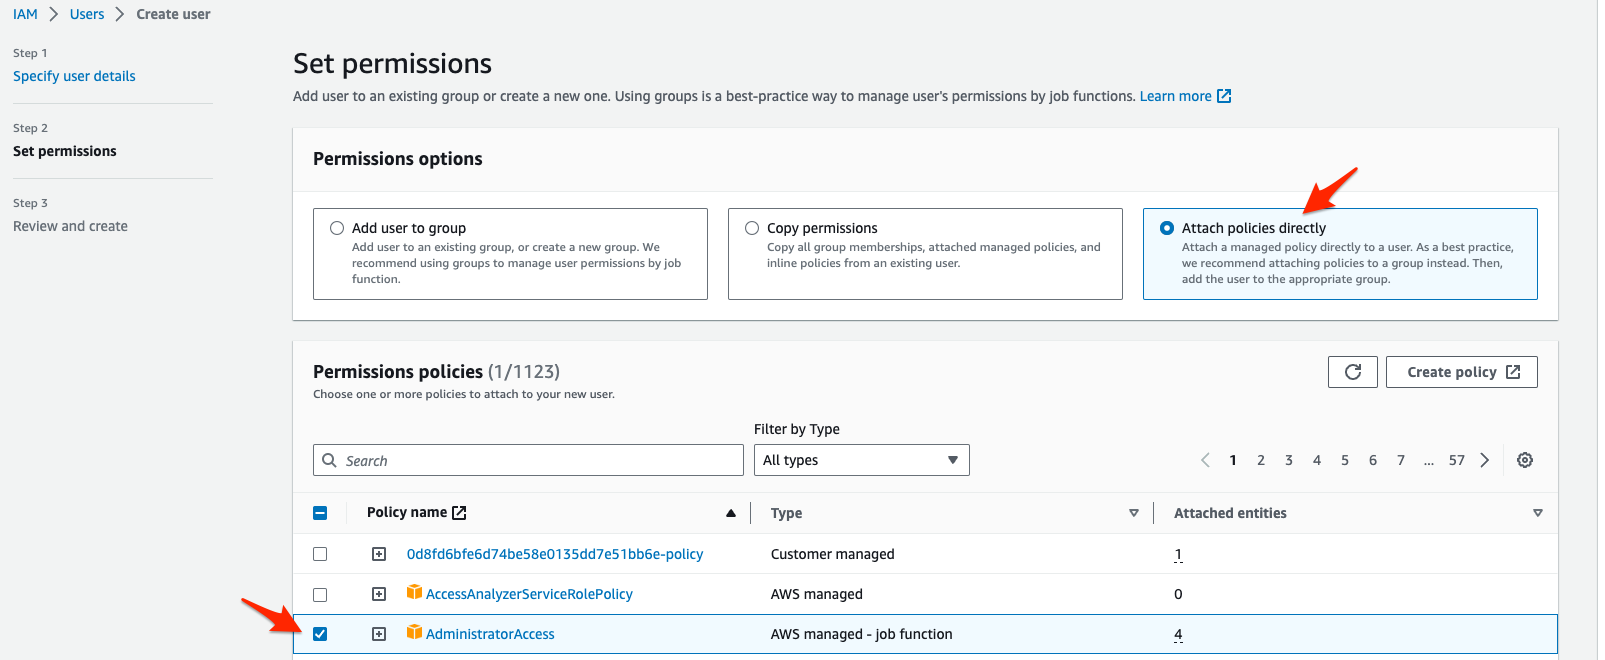 IAM > Users > Create user
Step 1
Specify user details
Step 2
Set permissions
Step 3
Review and create
Set permissions
Add user to an existing group or create a new one. Using groups is a best-practice way to manage user's permissions by job functions. Learn more
Permissions options
Add user to group
Add user to an existing group, or create a new group. We
recommend using groups to manage user permissions by job
function.
Copy permissions
Copy all group memberships, attached managed policies, and
inline policies from an existing user.
Attach policies directly
Attach a managed policy directly to a user. As a best practice,
we recommend attaching policies to a group instead. Then,
add the user to the appropriate group.
Permissions policies (1/1123)
Choose one or more policies to attach to your new user.
Create policy
Filter by Type
Search
All types
1 2 3 4 5 6 7 ... 57
Policy name Type Attached entities
0d8fd6bfe6d74be58e0135dd7e51bb6e-policy Customer managed 1
AccessAnalyzerServiceRolePolicy AWS managed 0
AdministratorAccess AWS managed - job function 4